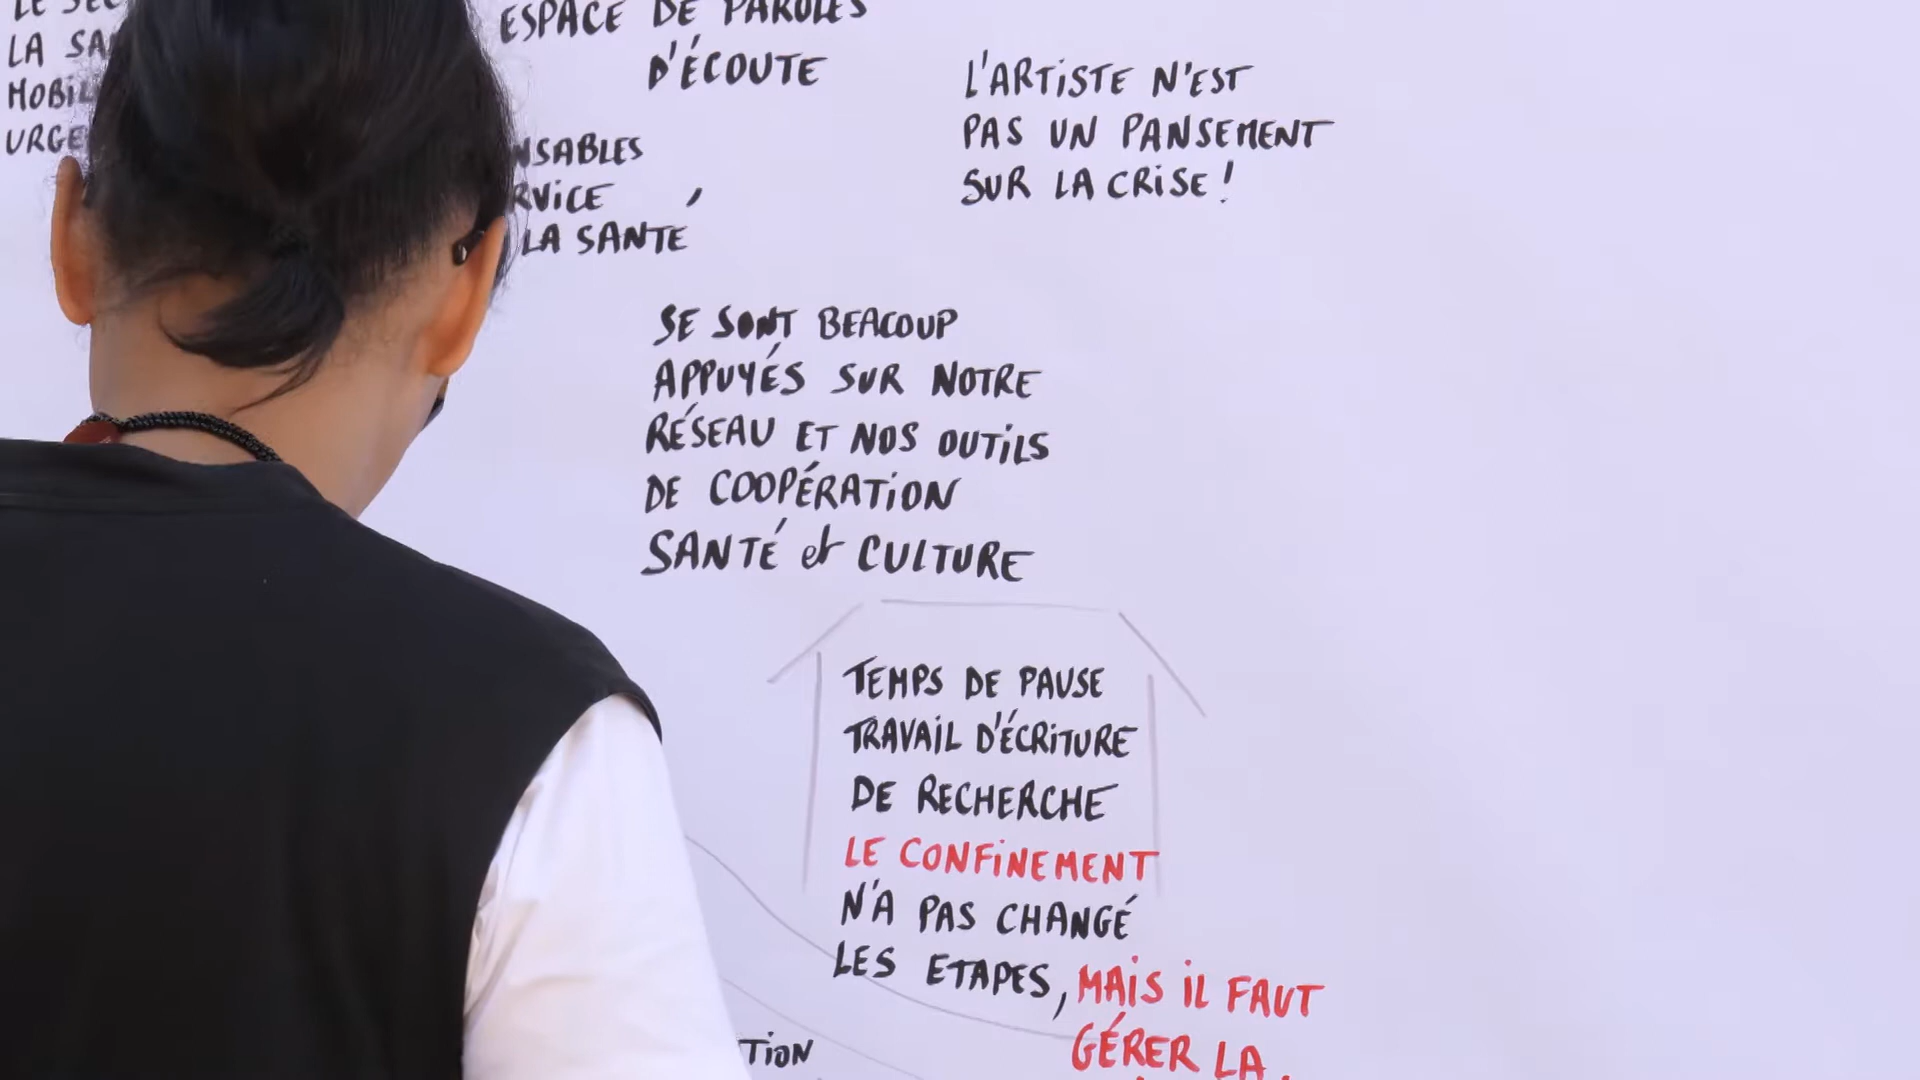 LA
ESPACE DE PAROLES
D'ÉCOUTE
L'ARTISTE N'EST
PAS UN PANSEMENT
SUR LA CRISE !
LA SANTÉ
SE SONT BEACOUP
APPUYÉS SUR NOTRE
RÉSEAU ET NOS OUTILS
DE COOPÉRATION
SANTÉ et CULTURE
TEMPS DE PAUSE
TRAVAIL D'ÉCRITURE
DE RECHERCHE
LE CONFINEMENT
N'A PAS CHANGÉ
LES ETAPES, MAIS IL FAUT
GÉRER LA